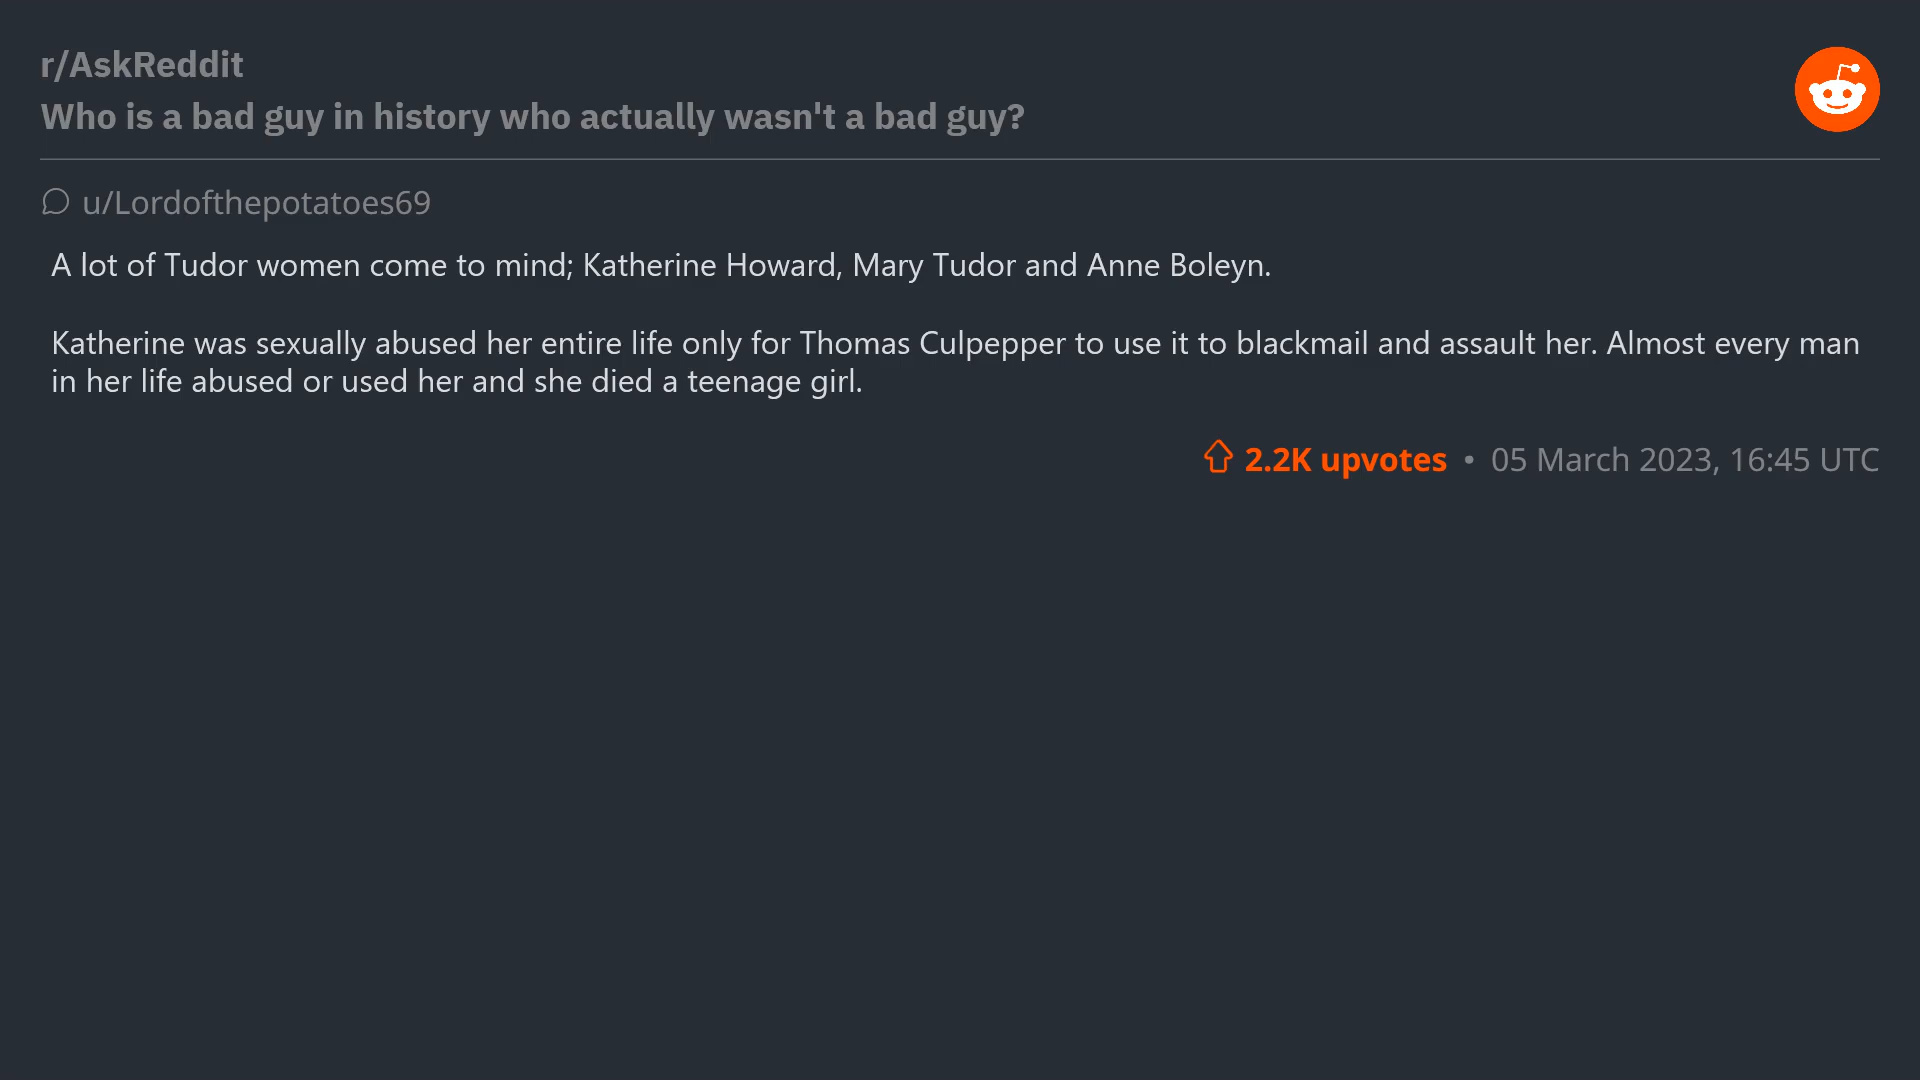 r/AskReddit
Who is a bad guy in history who actually wasn't a bad guy?
u/Lordofthepotatoes69
A lot of Tudor women come to mind; Katherine Howard, Mary Tudor and Anne Boleyn.
Katherine was sexually abused her entire life only for Thomas Culpepper to use it to blackmail and assault her. Almost every man
in her life abused or used her and she died a teenage girl.
2.2K upvotes • 05 March 2023, 16:45 UTC